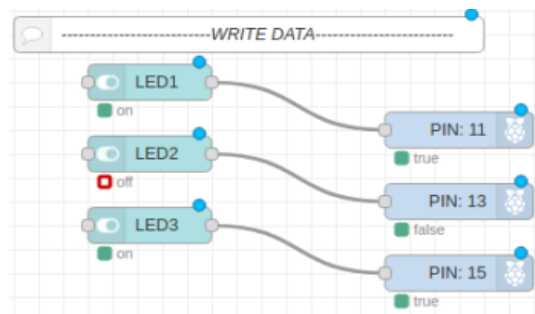 -------------------------WRITE DATA-----------------------
LED1
on
PIN: 11
true
LED2
off
PIN: 13
false
LED3
on
PIN: 15
true